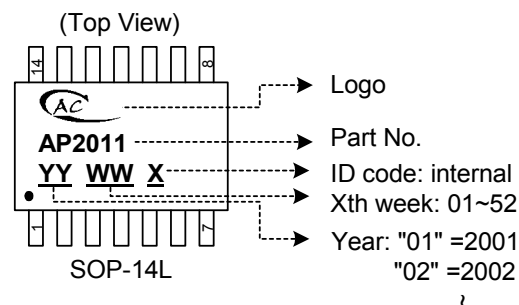 (Top View)
14 8
AC
Logo
AP2011
Part No.
YY WW X
ID code: internal
Xth week: 01~52
1 7
Year: "01" =2001
"02" =2002
~
SOP-14L